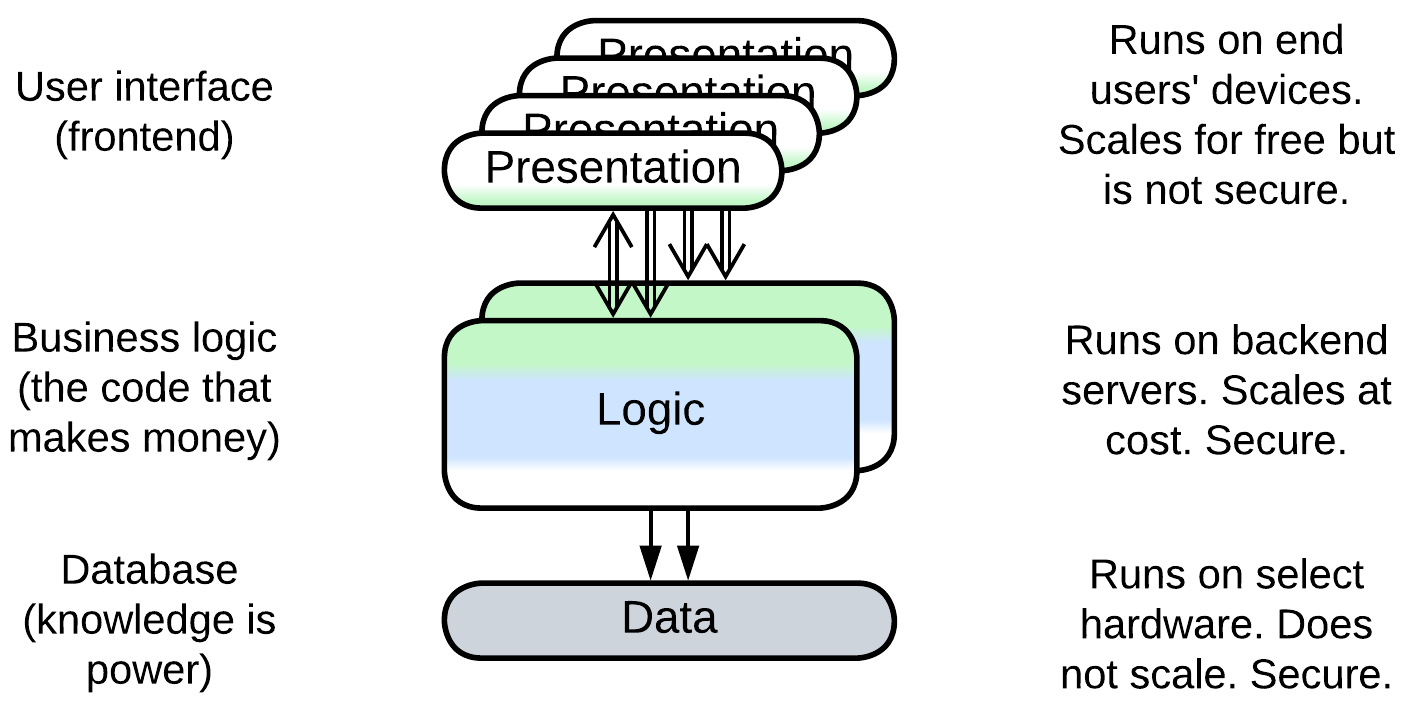 User interface
(frontend)
Presentation
Presentation
Presentation
Presentation
Runs on end
users' devices.
Scales for free but
is not secure.
Business logic
(the code that
makes money)
Logic
Runs on backend
servers. Scales at
cost. Secure.
Database
(knowledge is
power)
Data
Runs on select
hardware. Does
not scale. Secure.